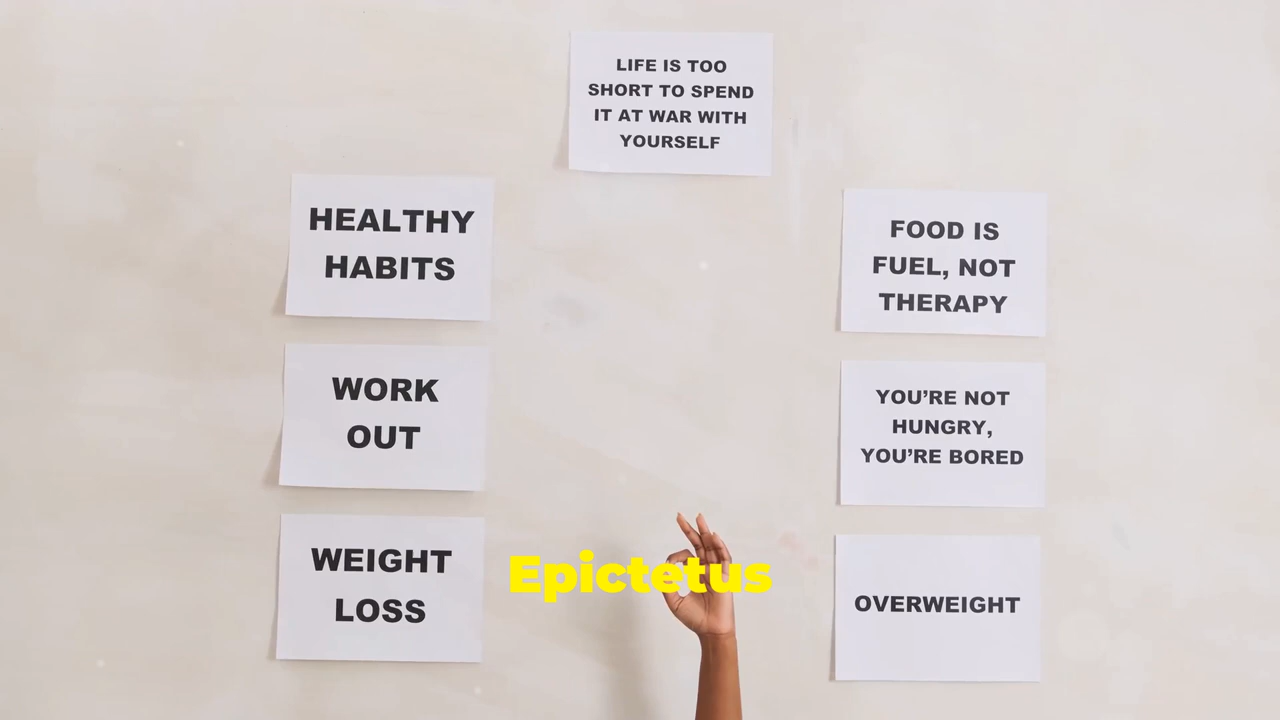 LIFE IS TOO
SHORT TO SPEND
IT AT WAR WITH
YOURSELF
HEALTHY
HABITS
WORK
OUT
WEIGHT
LOSS
FOOD IS
FUEL, NOT
THERAPY
YOU'RE NOT
HUNGRY,
YOU'RE BORED
OVERWEIGHT
Epictetus